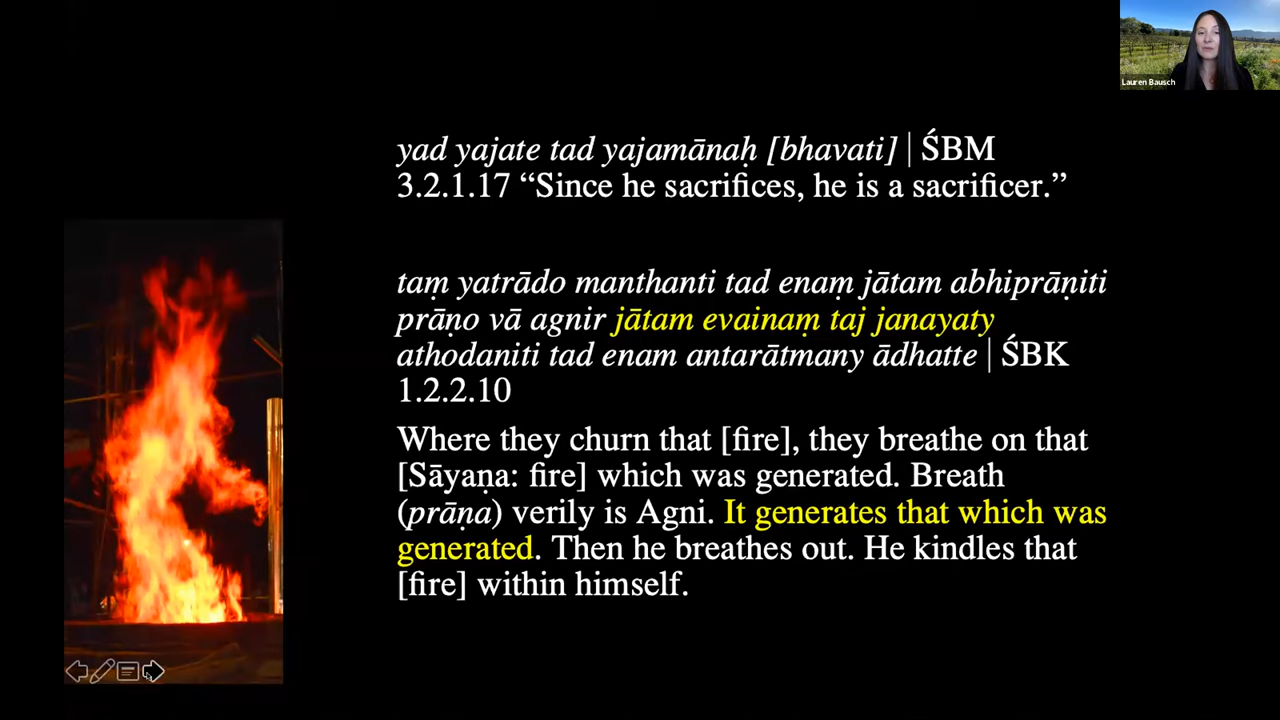 Lauren Bausch
yad yajate tad yajamānaḥ [bhavati] | ŚBM
3.2.1.17 “Since he sacrifices, he is a sacrificer.”
taṃ yatrādo manthanti tad enaṃ jātam abhiprāṇiti
prāṇo vā agnir jātam evainaṃ taj janayaty
athodaniti tad enam antarātmany ādhatte | ŚBK
1.2.2.10
Where they churn that [fire], they breathe on that
[Sāyaṇa: fire] which was generated. Breath
(prāṇa) verily is Agni. It generates that which was
generated. Then he breathes out. He kindles that
[fire] within himself.